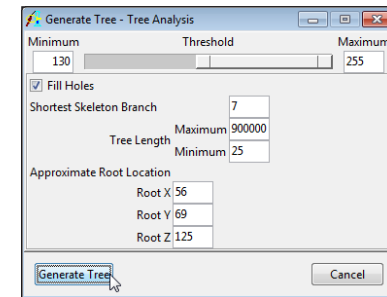 Generate Tree - Tree Analysis
Minimum Threshold Maximum
130 255
Fill Holes
Shortest Skeleton Branch 7
Tree Length Maximum 900000
Minimum 25
Approximate Root Location
Root X 56
Root Y 69
Root Z 125
Generate Tree Cancel